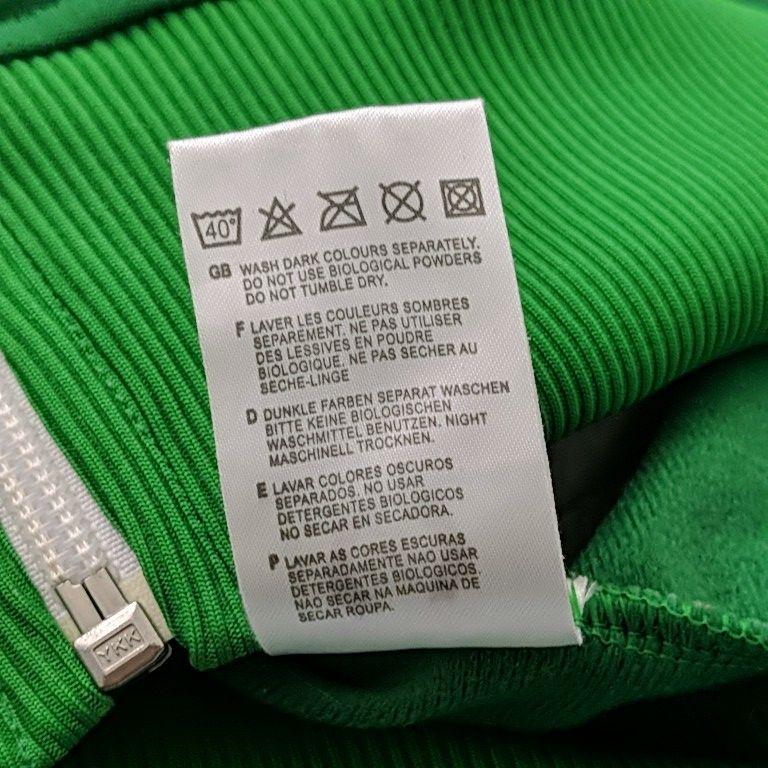 40°
GB WASH DARK COLOURS SEPARATELY.
DO NOT USE BIOLOGICAL POWDERS
DO NOT TUMBLE DRY.
F LAVER LES COULEURS SOMBRES
SEPAREMENT. NE PAS UTILISER
DES LESSIVES EN POUDRE
BIOLOGIQUE. NE PAS SECHER AU
SECHE-LINGE
D DUNKLE FARBEN SEPARAT WASCHEN
BITTE KEINE BIOLOGISCHEN
WASCHMITTEL BENUTZEN. NIGHT
MASCHINELL TROCKNEN.
E LAVAR COLORES OSCUROS
SEPARADOS. NO USAR
DETERGENTES BIOLOGICOS
NO SECAR EN SECADORA.
P LAVAR AS CORES ESCURAS
SEPARADAMENTE NAO USAR
DETERGENTES BIOLOGICOS.
NÃO SECAR NA MAQUINA DE
SECAR ROUPA.
YKK